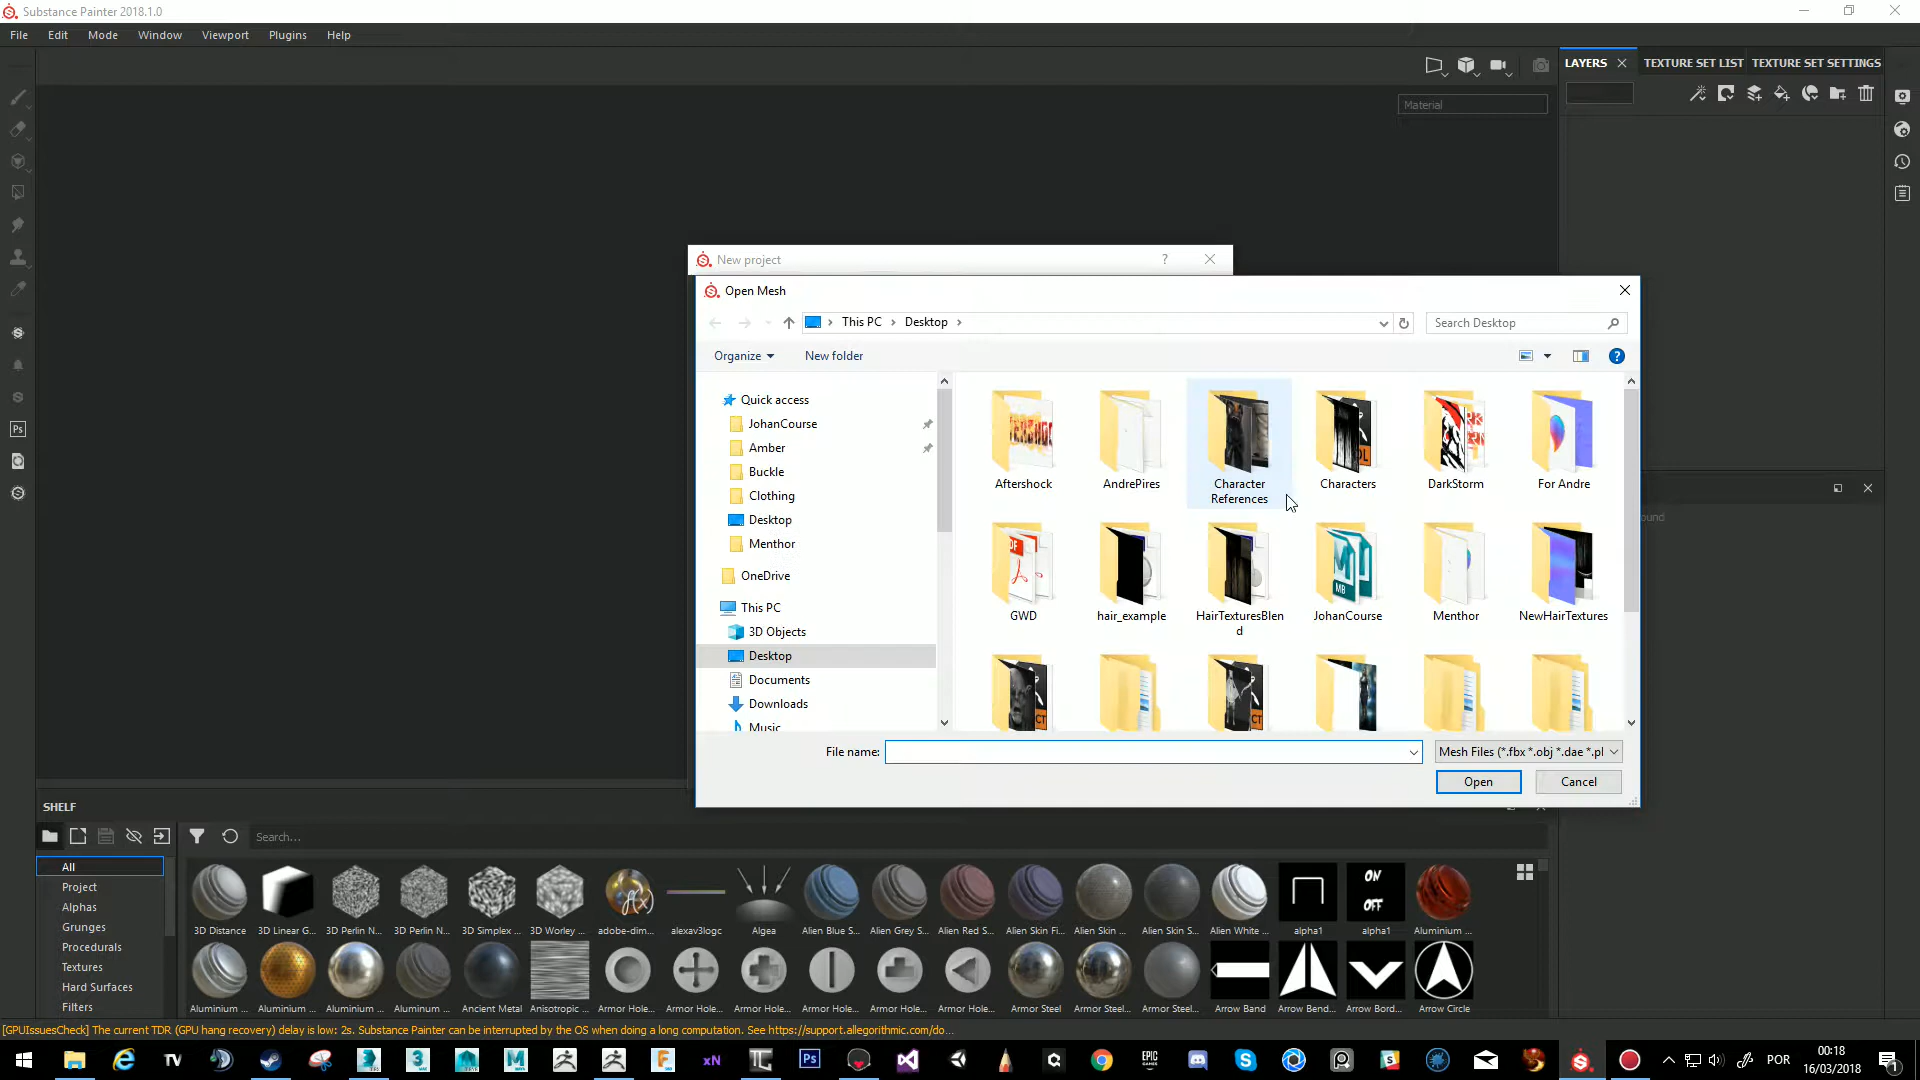 Substance Painter 2018.1.0
File Edit Mode Window Viewport Plugins Help
LAYERS TEXTURE SET LIST TEXTURE SET SETTINGS
Material
New project
?
Open Mesh
This PC Desktop
Search Desktop
Organize New folder
?
Quick access
JohanCourse
Amber
Buckle
Clothing
Desktop
Menthor
OneDrive
This PC
3D Objects
Desktop
Documents
Downloads
Music
Aftershock AndrePires Character References Characters DarkStorm For Andre
GWD hair_example HairTexturesBlend JohanCourse Menthor NewHairTextures
File name:
Mesh Files (*.fbx *.obj *.dae *.pl
Open Cancel
SHELF
Search...
All
Project
Alphas
Grunges
Procedurals
Textures
Hard Surfaces
Filters
ON
OFF
3D Distance 3D Linear G... 3D Perlin N... 3D Perlin N... 3D Simplex ... 3D Worley ... adobe-dim... alexav3logc Algea Alien Blue S... Alien Grey S... Alien Red S... Alien Skin Fi... Alien Skin ... Alien Skin S... Alien White ... alpha1 alpha1 Aluminium ...
Aluminium ... Aluminium ... Aluminium ... Aluminum ... Ancient Metal Anisotropic ... Armor Hole... Armor Hole... Armor Hole... Armor Hole... Armor Hole... Armor Hole... Armor Steel Armor Steel... Armor Steel... Arrow Band Arrow Bend... Arrow Bord... Arrow Circle
[GPUIssuesCheck] The current TDR (GPU hang recovery) delay is low: 2s. Substance Painter can be interrupted by the OS when doing a long computation. See https://support.allegorithmic.com/do...
POR
00:18
16/03/2018